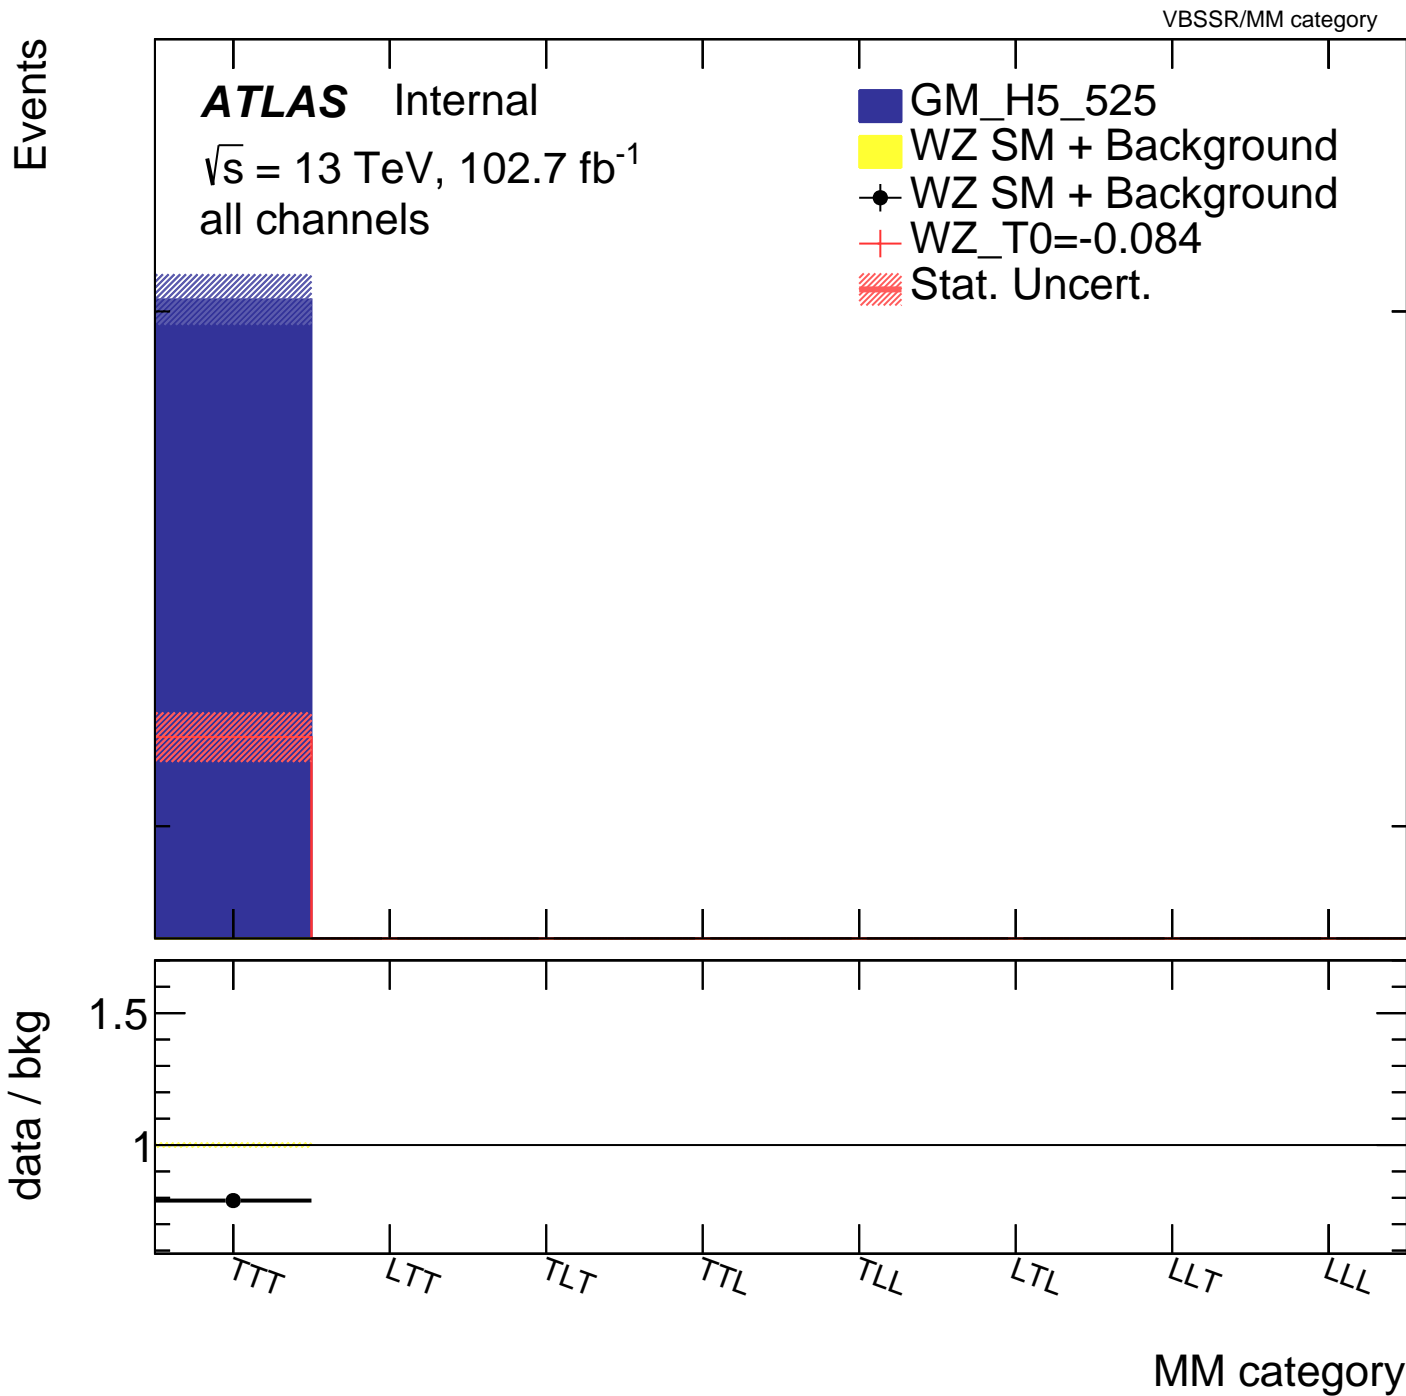 VBSSR/MM category
Events
ATLAS Internal
√s = 13 TeV, 102.7 fb-1
all channels
GM_H5_525
WZ SM + Background
WZ SM + Background
WZ_T0=-0.084
Stat. Uncert.
data / bkg
1.5
1
TTT LTT TLT TTL TLL LTL LLT LLL
MM category